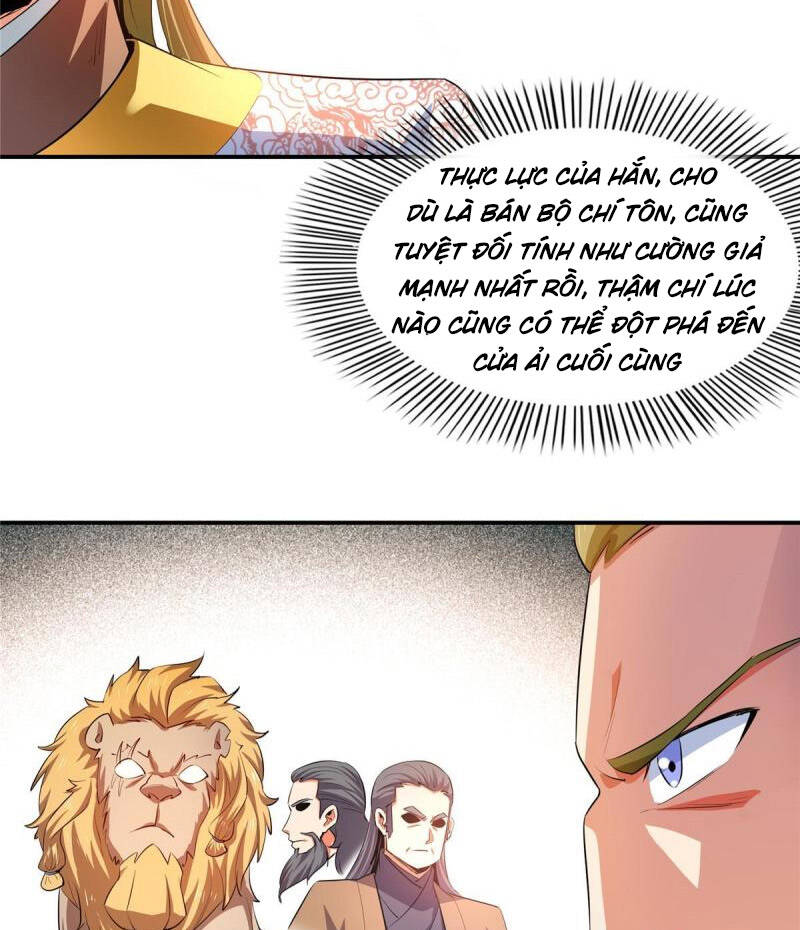 THỰC LỰC CỦA HẮN, CHO
DÙ LÀ BÁN BỘ CHÍ TÔN, CŨNG
TUYỆT ĐỐI TÍNH NHƯ CƯỜNG GIẢ
MẠNH NHẤT RỒI, THẬM CHÍ LÚC
NÀO CŨNG CÓ THỂ ĐỘT PHÁ ĐẾN
CỬA ẢI CUỐI CÙNG